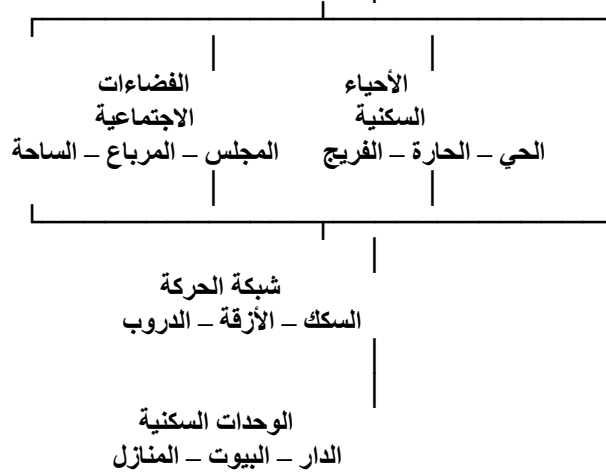 الأحياء
السكنية
الحي – الحارة – الفريج
الفضاءات
الاجتماعية
المجلس – المرباع – الساحة
شبكة الحركة
السكك – الأزقة – الدروب
الوحدات السكنية
الدار – البيوت – المنازل